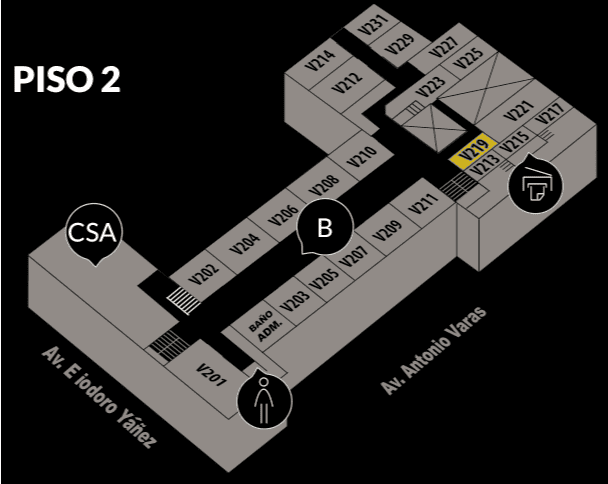 PISO 2
V231
V229
V214
V212
V227
V225
V223
V221
V217
V219
V215
V213
V210
V208
V206
V204
V202
V211
V209
V207
V205
V203
CSA
B
BAÑO
ADM.
V201
Av. E iodoro Yáñez
Av. Antonio Varas